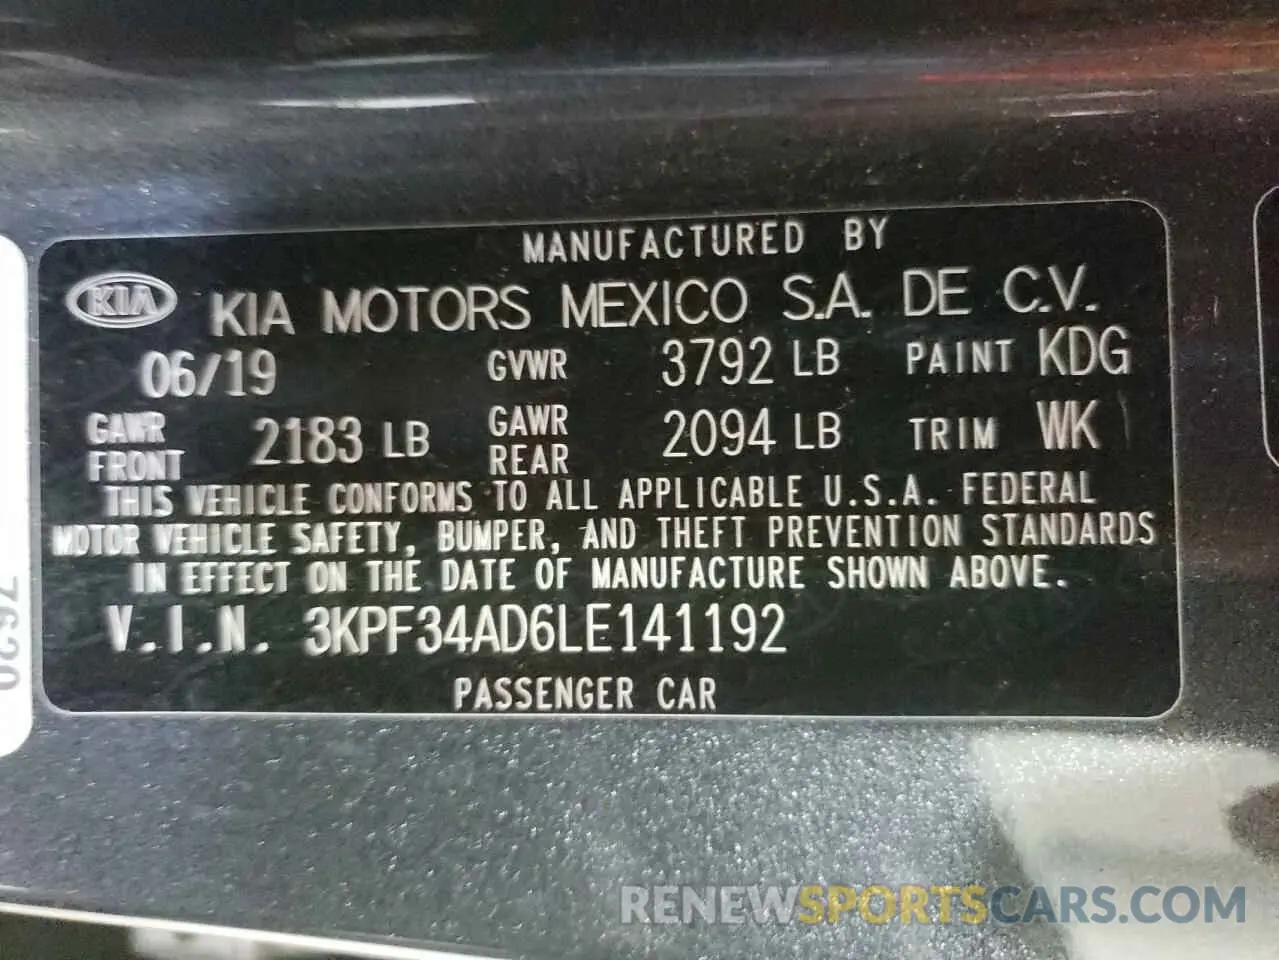 MANUFACTURED BY
KIA KIA MOTORS MEXICO S.A. DE C.V.
06/19 GVWR 3792 LB PAINT KDG
GAWR FRONT 2183 LB GAWR REAR 2094 LB TRIM WK
THIS VEHICLE CONFORMS TO ALL APPLICABLE U.S.A. FEDERAL
MOTOR VEHICLE SAFETY, BUMPER, AND THEFT PREVENTION STANDARDS
IN EFFECT ON THE DATE OF MANUFACTURE SHOWN ABOVE.
V.I.N. 3KPF34AD6LE141192
PASSENGER CAR
RENEWSPORTSCARS.COM